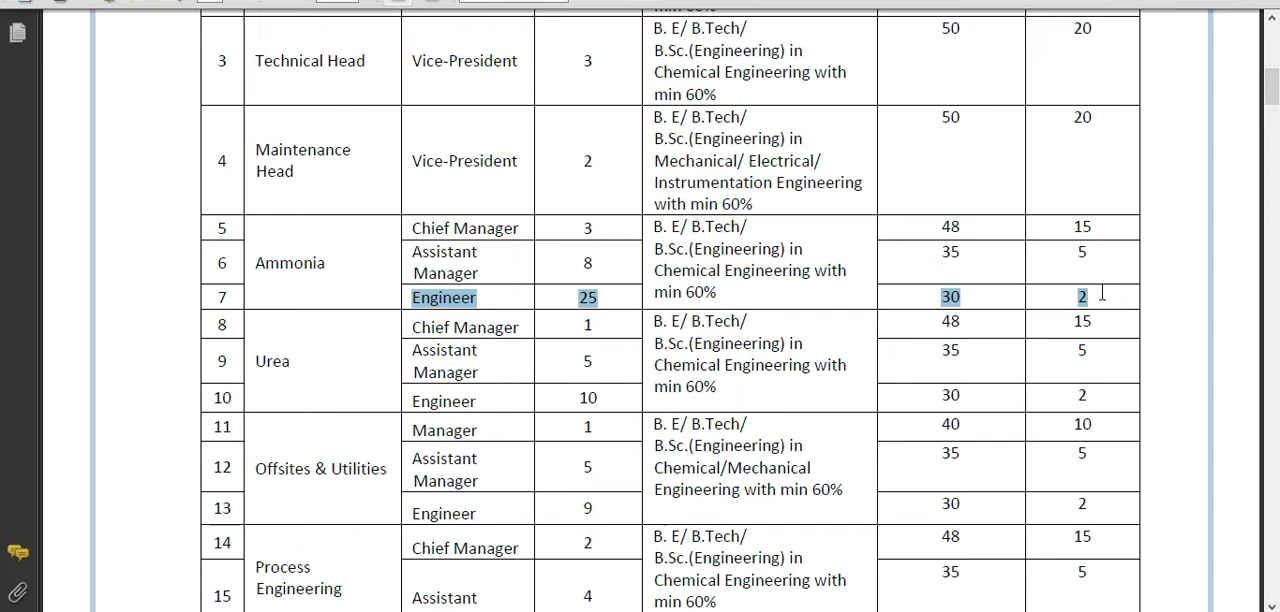 min 60%
3
Technical Head
Vice-President
3
B. E/ B.Tech/
B.Sc.(Engineering) in
Chemical Engineering with
min 60%
50
20
4
Maintenance
Head
Vice-President
2
B. E/ B.Tech/
B.Sc.(Engineering) in
Mechanical/ Electrical/
Instrumentation Engineering
with min 60%
50
20
5
Chief Manager
3
B. E/ B.Tech/
B.Sc.(Engineering) in
Chemical Engineering with
min 60%
48
15
6
Ammonia
Assistant
Manager
8
35
5
7
Engineer
25
30
2
8
Chief Manager
1
B. E/ B.Tech/
B.Sc.(Engineering) in
Chemical Engineering with
min 60%
48
15
9
Urea
Assistant
Manager
5
35
5
10
Engineer
10
30
2
11
Manager
1
B. E/ B.Tech/
B.Sc.(Engineering) in
Chemical/Mechanical
Engineering with min 60%
40
10
12
Offsites & Utilities
Assistant
Manager
5
35
5
13
Engineer
9
30
2
14
Process
Engineering
Chief Manager
2
B. E/ B.Tech/
B.Sc.(Engineering) in
Chemical Engineering with
min 60%
48
15
15
Assistant
4
35
5